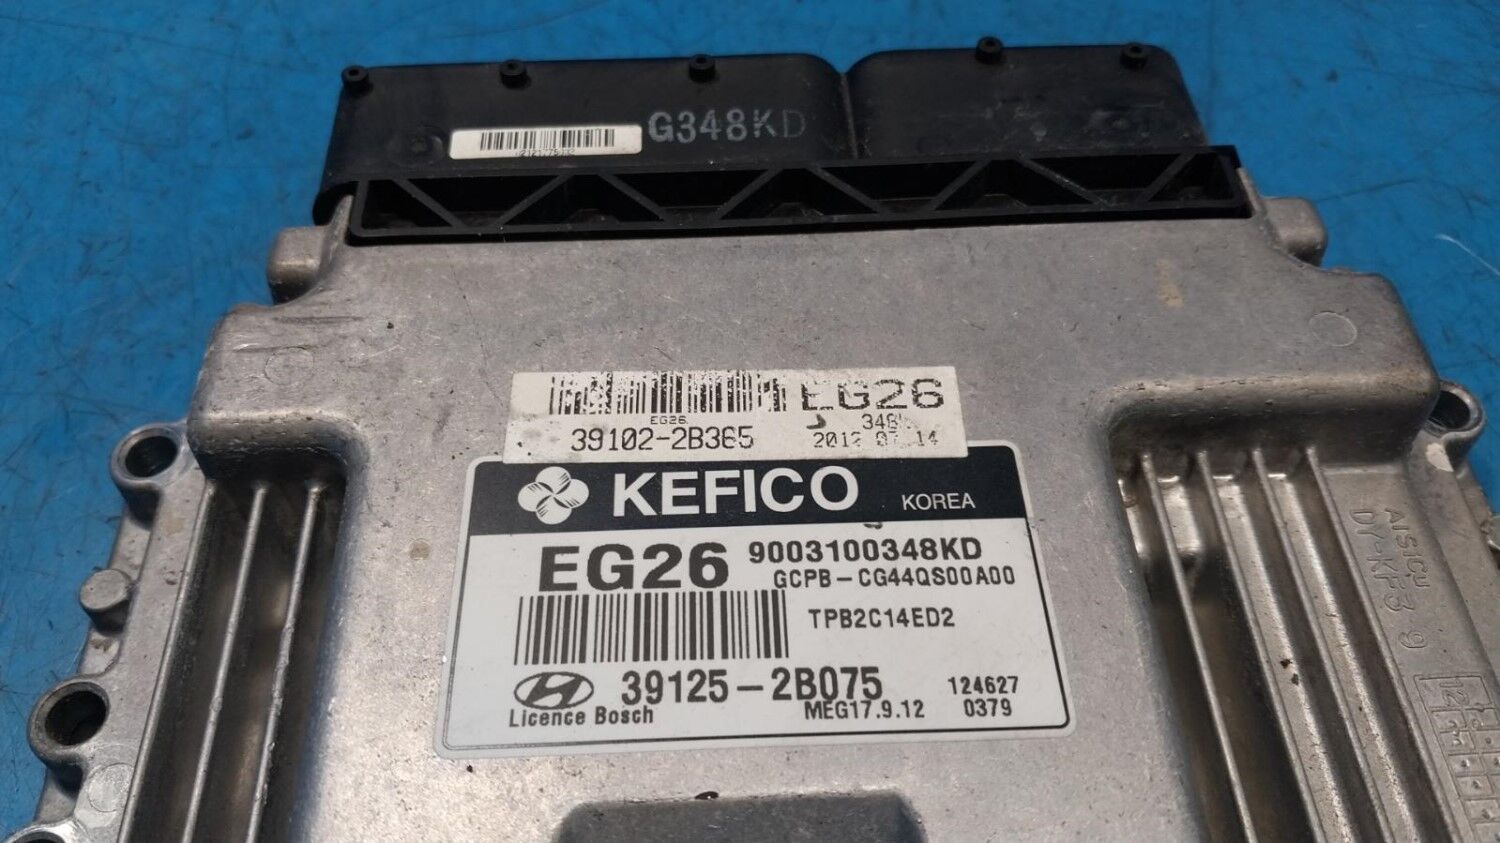 G348KD
EG26
EG26
39102-2B365
KEFICO KOREA
EG26 9003100348KD
GCPB-CG44QS00A00
TPB2C14ED2
39125-2B075 124627
Licence Bosch MEG17.9.12 0379
AISICU